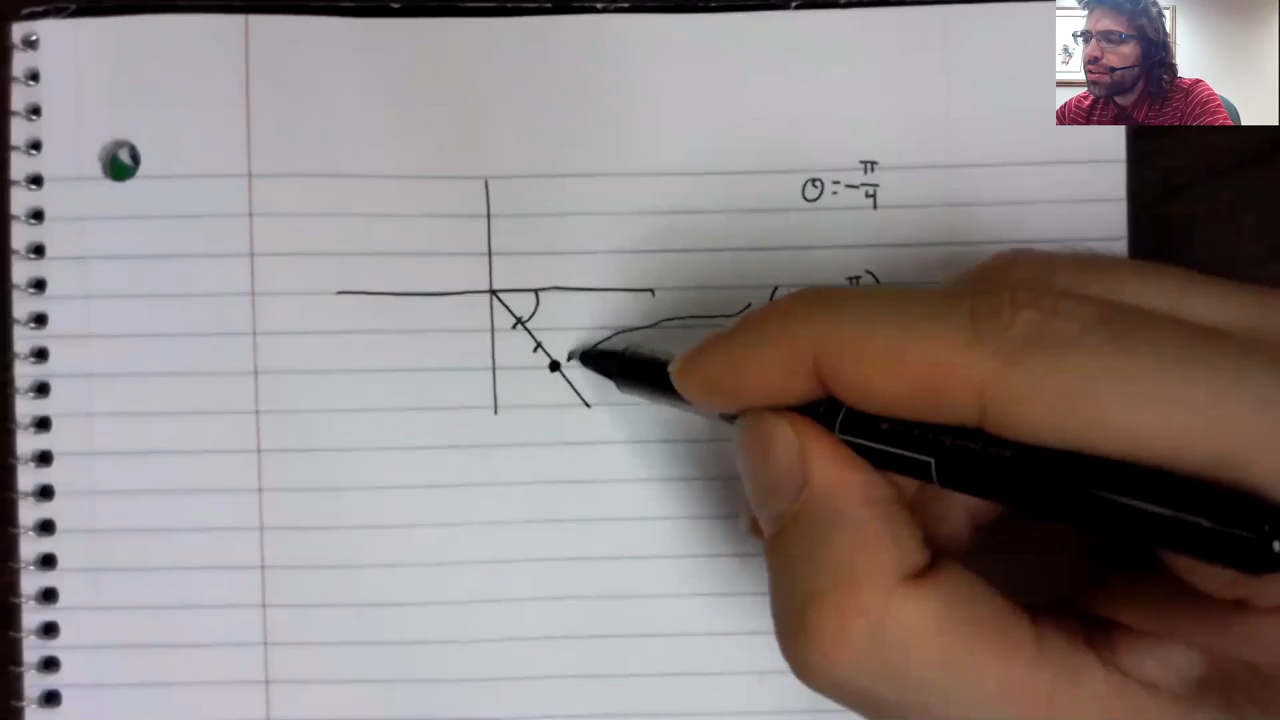 θ = -π/4
( π )